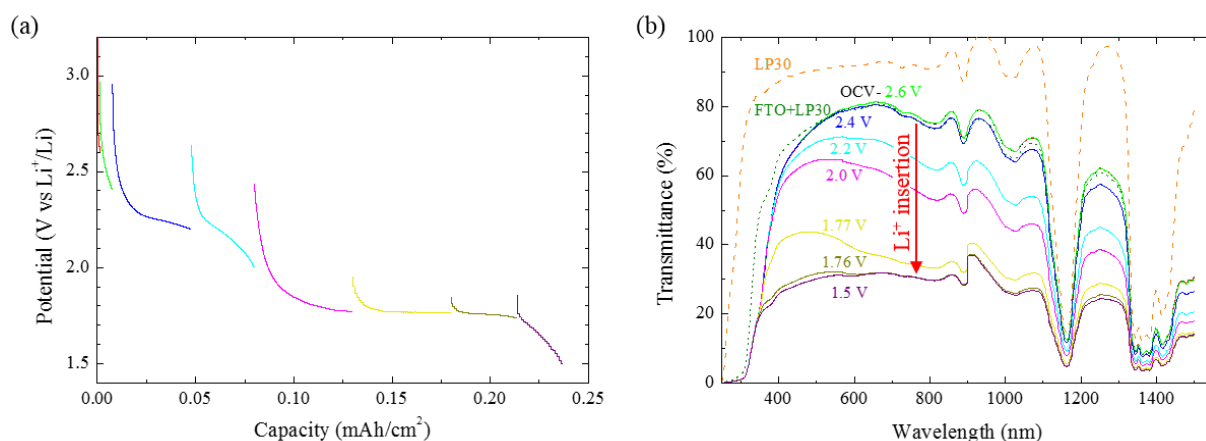 (a)
Potential (V vs Li⁺/Li)
3.0
2.5
2.0
1.5
0.00 0.05 0.10 0.15 0.20 0.25
Capacity (mAh/cm²)
(b)
Transmittance (%)
100
80
60
40
20
0
LP30
OCV-2.6 V
FTO+LP30
2.4 V
2.2 V
2.0 V
1.77 V
1.76 V
1.5 V
Li⁺ insertion
400 600 800 1000 1200 1400
Wavelength (nm)